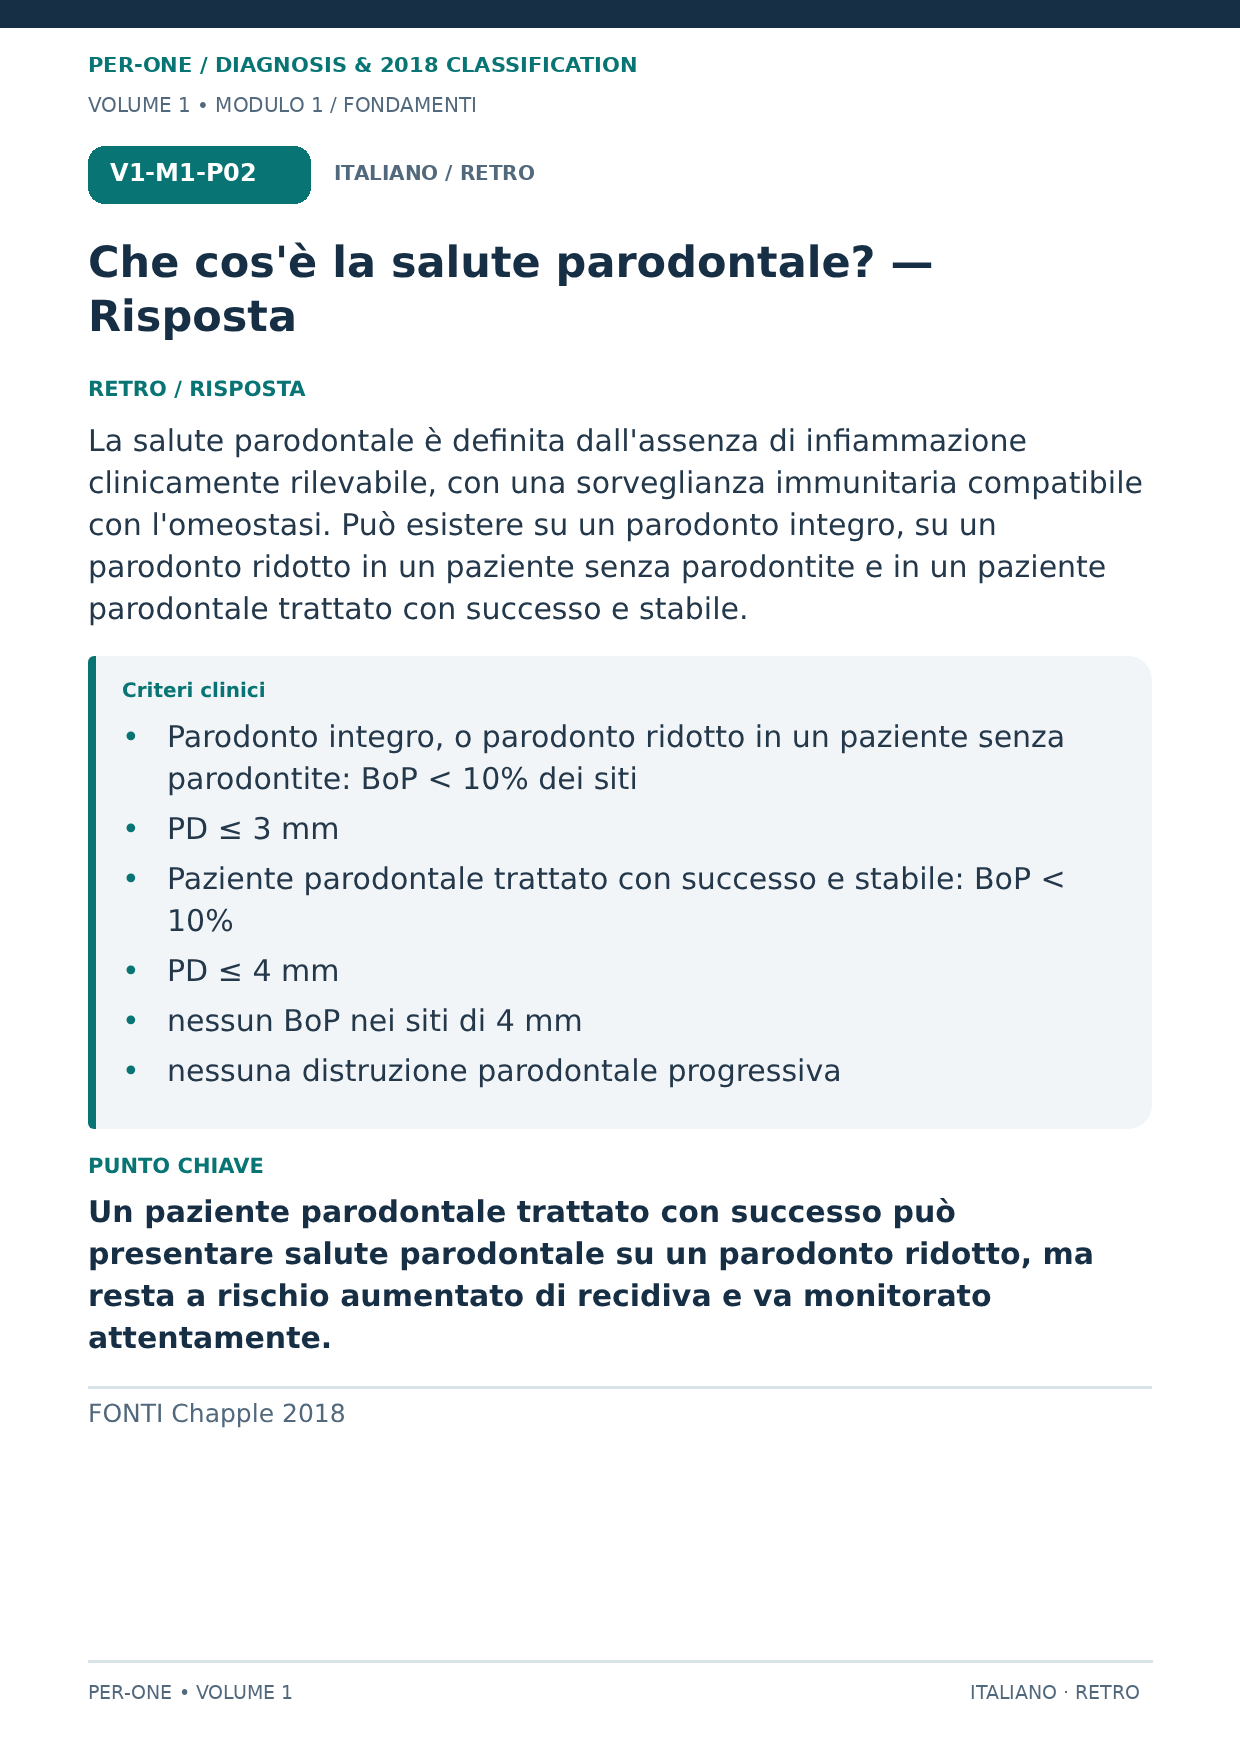 PER-ONE / DIAGNOSIS & 2018 CLASSIFICATION
VOLUME 1 • MODULO 1 / FONDAMENTI
V1-M1-P02
ITALIANO / RETRO
Che cos'è la salute parodontale? —
Risposta
RETRO / RISPOSTA
La salute parodontale è definita dall'assenza di infiammazione
clinicamente rilevabile, con una sorveglianza immunitaria compatibile
con l'omeostasi. Può esistere su un parodonto integro, su un
parodonto ridotto in un paziente senza parodontite e in un paziente
parodontale trattato con successo e stabile.
Criteri clinici
• Parodonto integro, o parodonto ridotto in un paziente senza
parodontite: BoP < 10% dei siti
• PD ≤ 3 mm
• Paziente parodontale trattato con successo e stabile: BoP <
10%
• PD ≤ 4 mm
• nessun BoP nei siti di 4 mm
• nessuna distruzione parodontale progressiva
PUNTO CHIAVE
Un paziente parodontale trattato con successo può
presentare salute parodontale su un parodonto ridotto, ma
resta a rischio aumentato di recidiva e va monitorato
attentamente.
FONTI Chapple 2018
PER-ONE • VOLUME 1
ITALIANO · RETRO